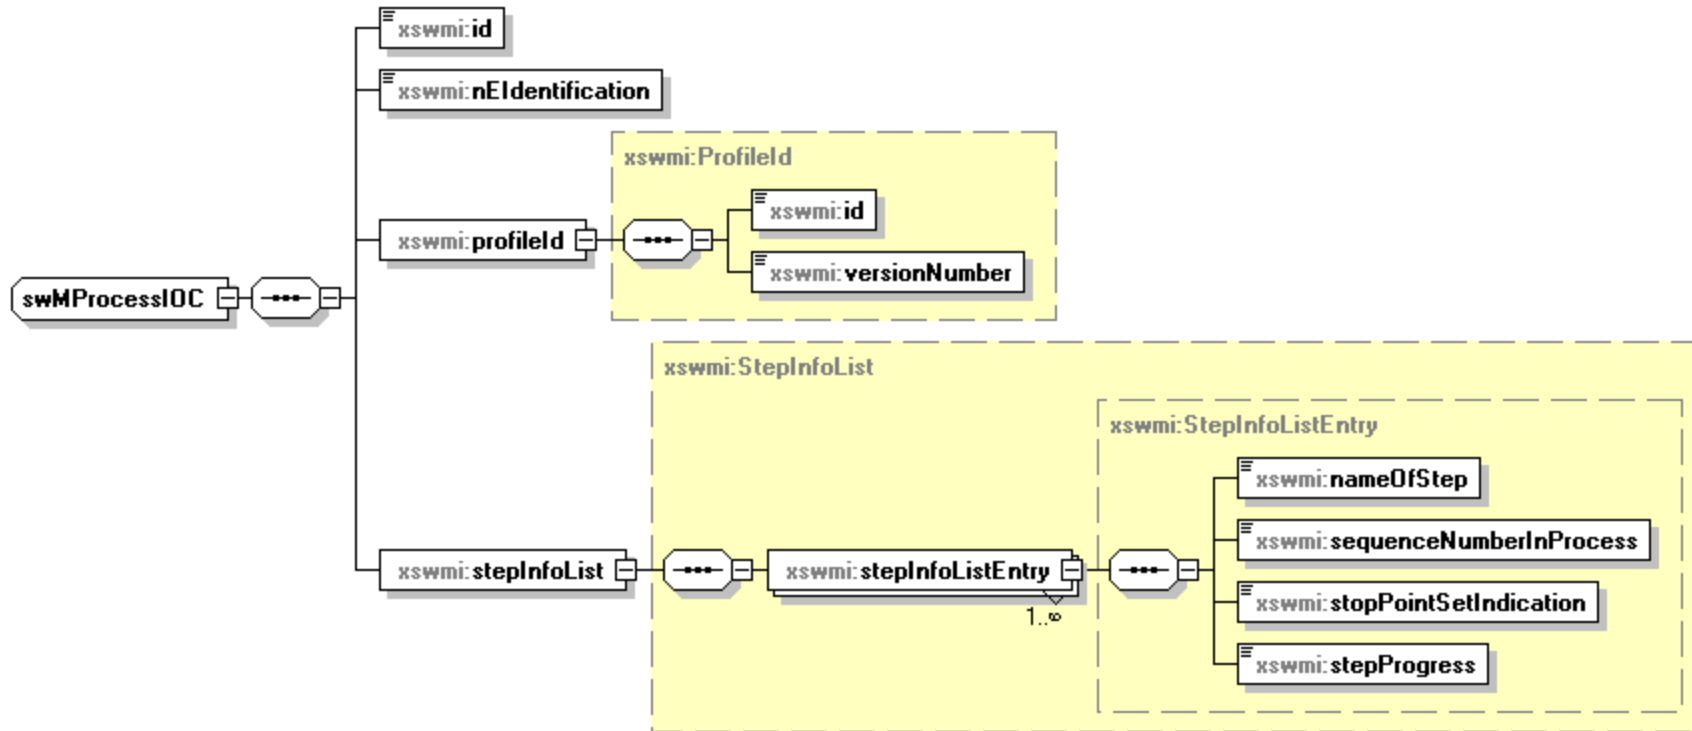 xswmi:id
xswmi:nEIdentification
xswmi:ProfileId
xswmi:id
xswmi:profileId
xswmi:versionNumber
swMProcessIOC
xswmi:StepInfoList
xswmi:StepInfoListEntry
xswmi:nameOfStep
xswmi:sequenceNumberInProcess
xswmi:stepInfoList
xswmi:stepInfoListEntry
1..∞
xswmi:stopPointSetIndication
xswmi:stepProgress